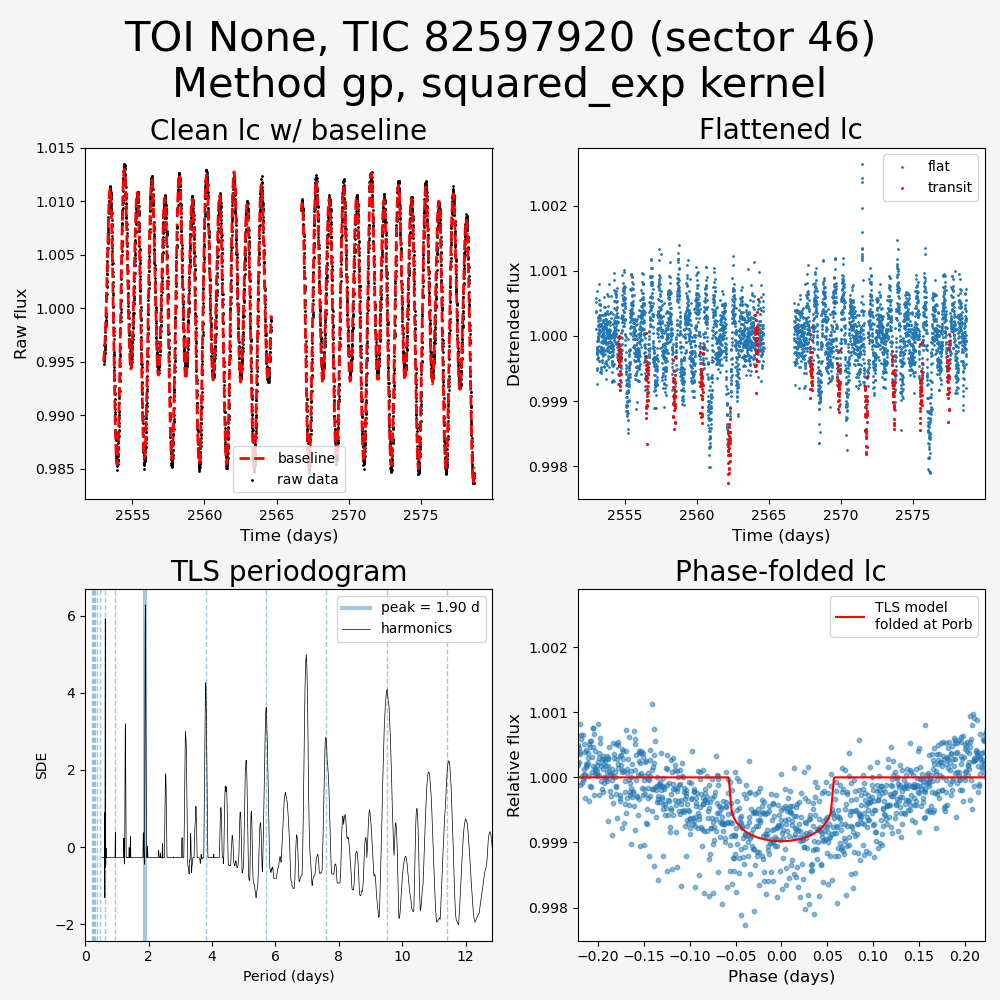 TOI None, TIC 82597920 (sector 46)
Method gp, squared_exp kernel
Clean lc w/ baseline
Raw flux
1.015
1.010
1.005
1.000
0.995
0.990
0.985
baseline
raw data
2555 2560 2565 2570 2575
Time (days)
Flattened lc
Detrended flux
1.002
1.001
1.000
0.999
0.998
flat
transit
2555 2560 2565 2570 2575
Time (days)
TLS periodogram
SDE
6
4
2
0
−2
peak = 1.90 d
harmonics
0 2 4 6 8 10 12
Period (days)
Phase-folded lc
Relative flux
1.002
1.001
1.000
0.999
0.998
TLS model
folded at Porb
−0.20 −0.15 −0.10 −0.05 0.00 0.05 0.10 0.15 0.20
Phase (days)